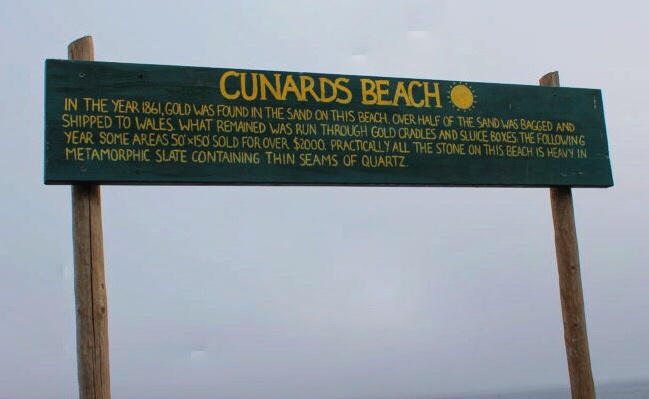 CUNARDS BEACH
IN THE YEAR 1861, GOLD WAS FOUND IN THE SAND ON THIS BEACH. OVER HALF OF THE SAND WAS BAGGED AND
SHIPPED TO WALES. WHAT REMAINED WAS RUN THROUGH GOLD CRADLES AND SLUICE BOXES. THE FOLLOWING
YEAR SOME AREAS 50'×150' SOLD FOR OVER $2000. PRACTICALLY ALL THE STONE ON THIS BEACH IS HEAVY IN
METAMORPHIC SLATE CONTAINING THIN SEAMS OF QUARTZ.